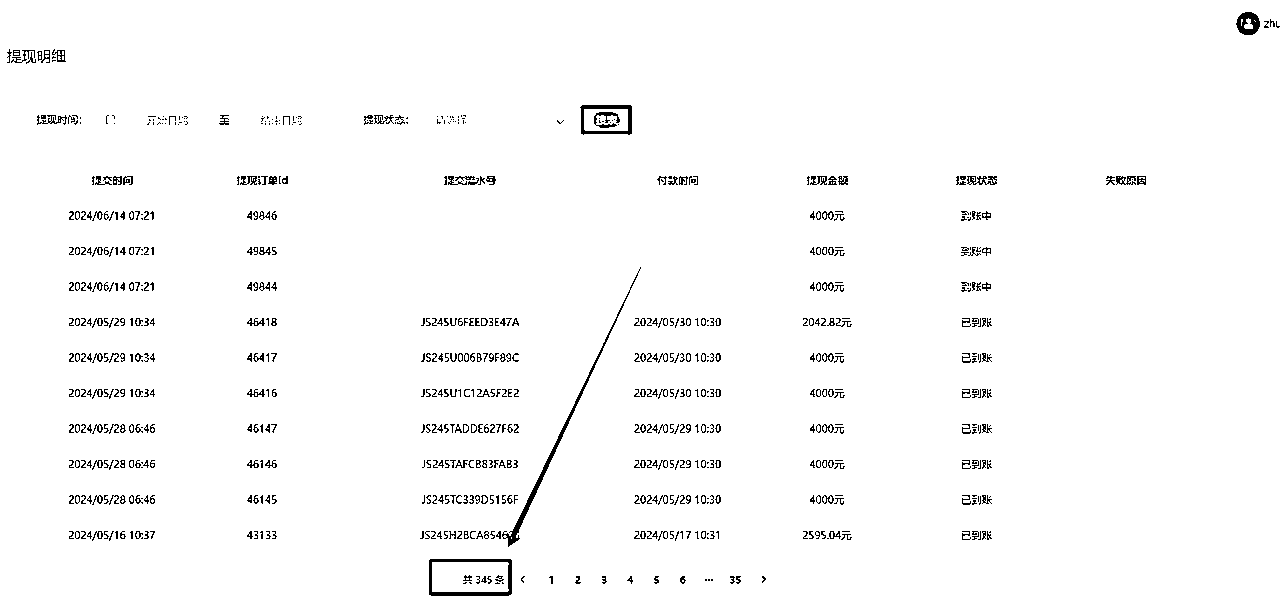 zhu
提现明细
提现时间: 开始日期 至 结束日期 提现状态: 请选择 搜索
提交时间 提现订单id 提交流水号 付款时间 提现金额 提现状态 失败原因
2024/06/14 07:21 49846 4000元 到账中
2024/06/14 07:21 49845 4000元 到账中
2024/06/14 07:21 49844 4000元 到账中
2024/05/29 10:34 46418 JS245U6FEED3E47A 2024/05/30 10:30 2042.82元 已到账
2024/05/29 10:34 46417 JS245U006B79F89C 2024/05/30 10:30 4000元 已到账
2024/05/29 10:34 46416 JS245U1C12A5F2E2 2024/05/30 10:30 4000元 已到账
2024/05/28 06:46 46147 JS245TADDE627F62 2024/05/29 10:30 4000元 已到账
2024/05/28 06:46 46146 JS245TAFCB83FAB3 2024/05/29 10:30 4000元 已到账
2024/05/28 06:46 46145 JS245TC339D5156F 2024/05/29 10:30 4000元 已到账
2024/05/16 10:37 43133 2024/05/17 10:31 2595.04元 已到账
共 345 条 1 2 3 4 5 6 ··· 35